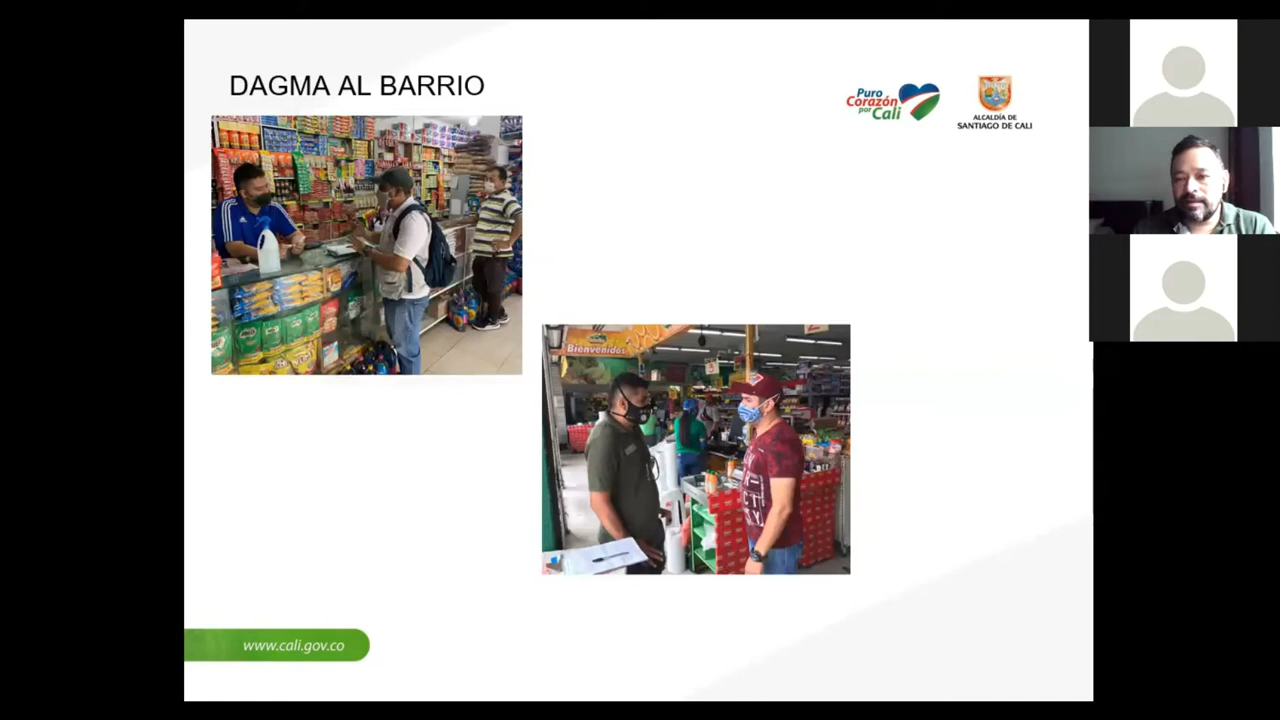 DAGMA AL BARRIO
Puro
Corazón
por Cali
ALCALDÍA DE
SANTIAGO DE CALI
Bienvenidos
www.cali.gov.co